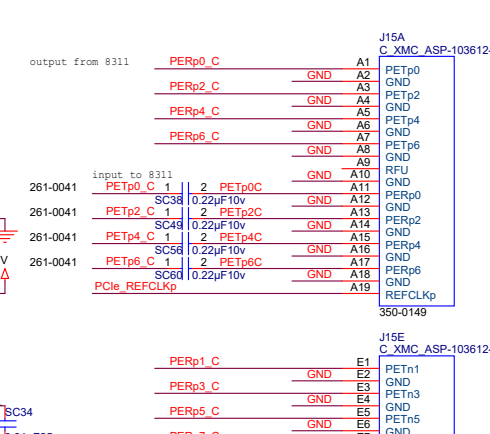 J15A
C_XMC_ASP-103612-
output from 8311
PERp0_C A1 PETp0
GND A2 GND
PERp2_C A3 PETp2
GND A4 GND
PERp4_C A5 PETp4
GND A6 GND
PERp6_C A7 PETp6
GND A8 GND
A9 RFU
input to 8311
GND A10 GND
261-0041 PETp0_C 1 2 PETp0C A11 PERp0
SC38 0.22µF10v GND A12 GND
261-0041 PETp2_C 1 2 PETp2C A13 PERp2
SC49 0.22µF10v GND A14 GND
261-0041 PETp4_C 1 2 PETp4C A15 PERp4
SC56 0.22µF10v GND A16 GND
261-0041 PETp6_C 1 2 PETp6C A17 PERp6
V
SC60 0.22µF10v GND A18 GND
PCIe_REFCLKp A19 REFCLKp
350-0149
J15E
C_XMC_ASP-103612-
PERp1_C E1 PETn1
GND E2 GND
PERp3_C E3 PETn3
GND E4 GND
SC34 PERp5_C E5 PETn5
GND E6 GND